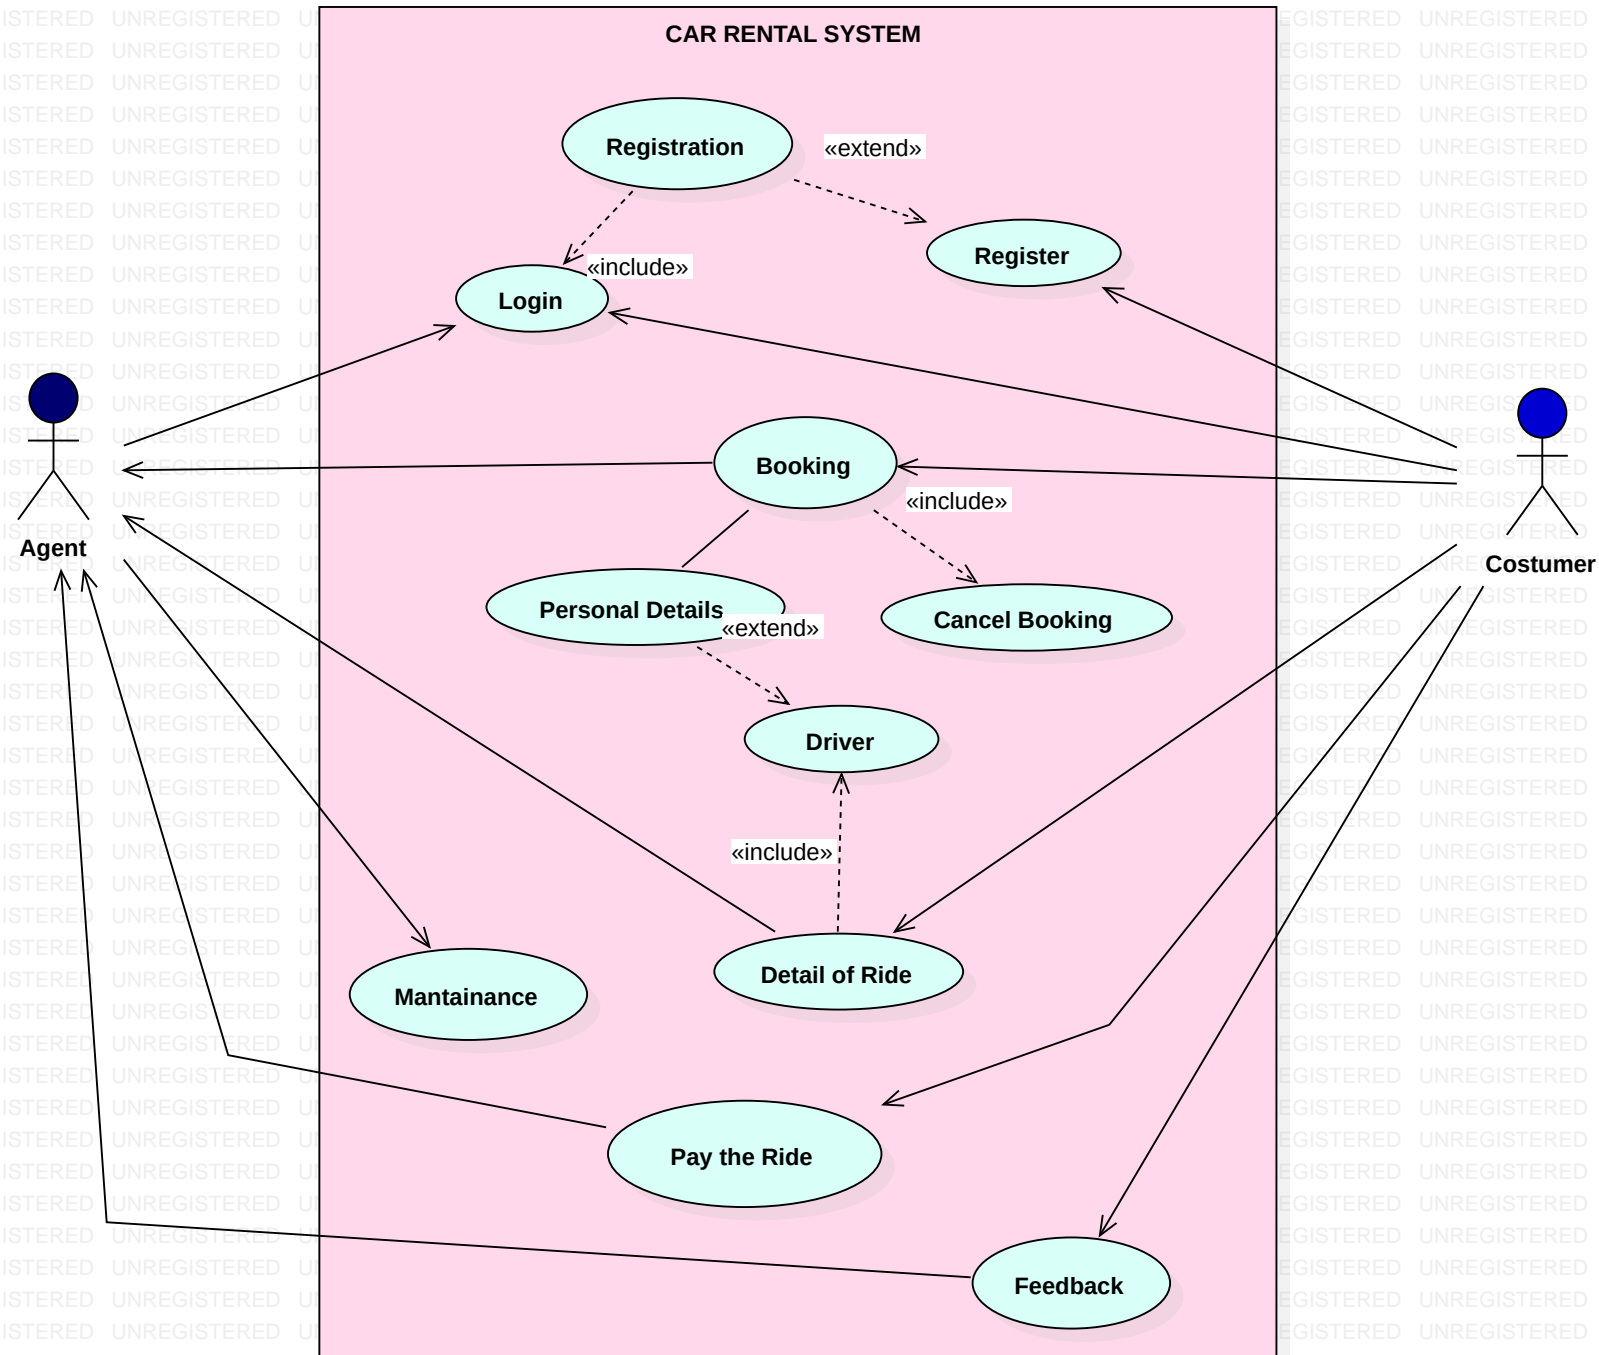 CAR RENTAL SYSTEM
Registration
«extend»
Register
«include»
Login
Booking
«include»
Agent
Costumer
Personal Details
«extend»
Cancel Booking
Driver
«include»
Detail of Ride
Mantainance
Pay the Ride
Feedback
UNREGISTERED